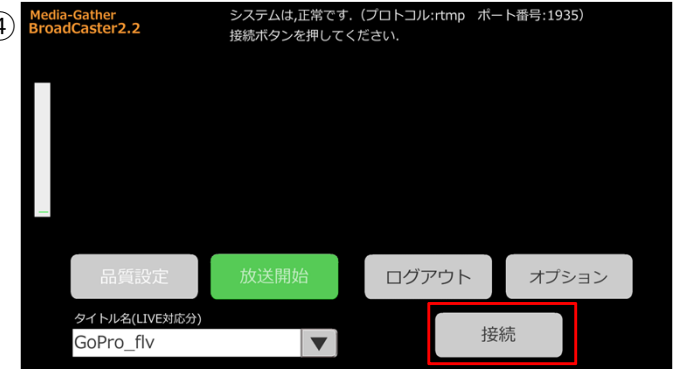 ④
Media-Gather
BroadCaster2.2
システムは,正常です.（プロトコル:rtmp ポート番号:1935）
接続ボタンを押してください.
品質設定
放送開始
ログアウト
オプション
タイトル名(LIVE対応分)
GoPro_flv
接続